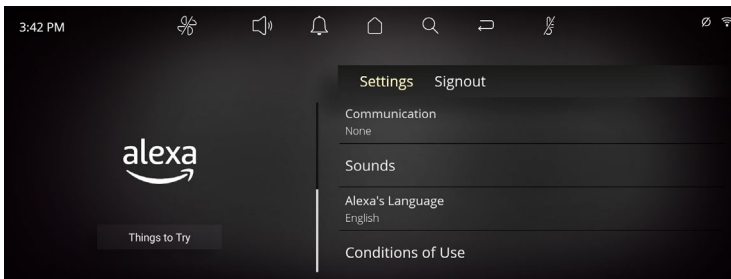 3:42 PM
Settings Signout
Communication
None
alexa
Sounds
Alexa's Language
English
Things to Try
Conditions of Use